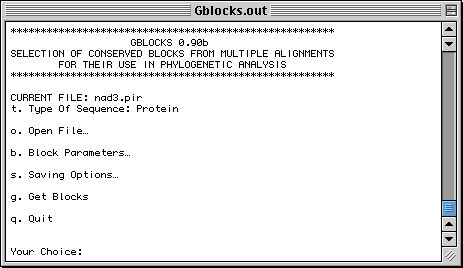 Gblocks.out
******************************************************
GBLOCKS 0.90b
SELECTION OF CONSERVED BLOCKS FROM MULTIPLE ALIGNMENTS
FOR THEIR USE IN PHYLOGENETIC ANALYSIS
******************************************************
CURRENT FILE: nad3.pir
t. Type Of Sequence: Protein
o. Open File…
b. Block Parameters…
s. Saving Options…
g. Get Blocks
q. Quit
Your Choice: